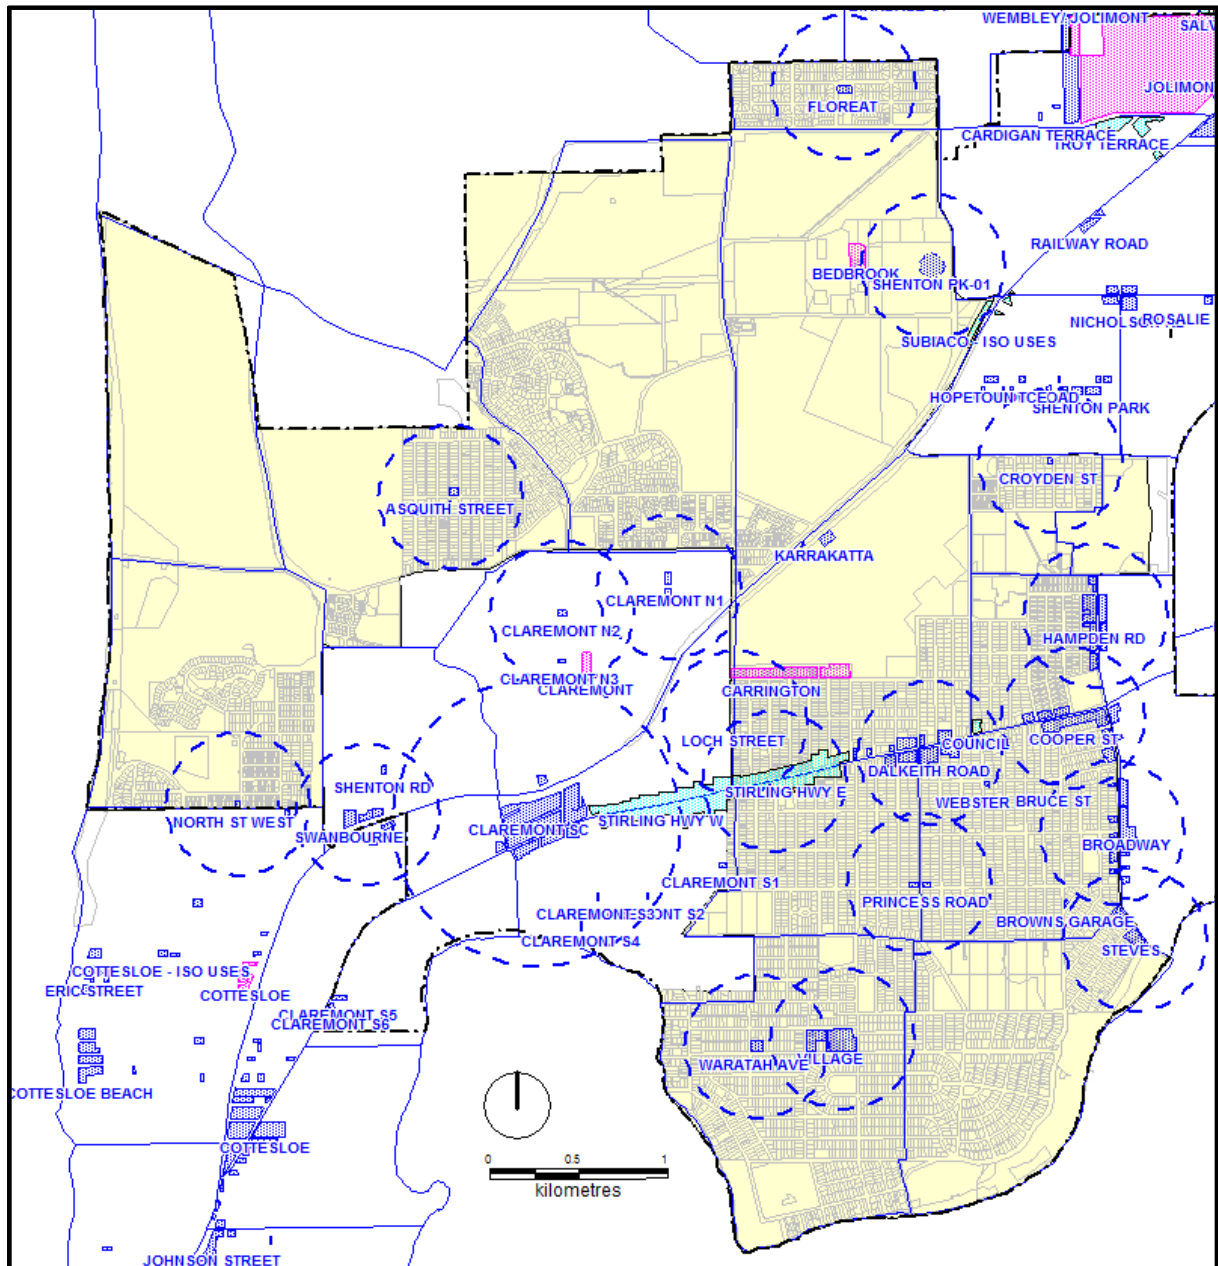 WEMBLEY/JOLIMONT
FLOREAT
CARDIGAN TERRACE
TROY TERRACE
RAILWAY ROAD
BEDBROOK
SHENTON PK-01
ROSALIE
SUBIACO - ISO USES
HOPETOUN
SHENTON PARK
CROYDEN ST
ASQUITH STREET
KARRAKATTA
CLAREMONT N1
CLAREMONT N2
HAMPDEN RD
CLAREMONT N3
CLAREMONT
CARRINGTON
LOCH STREET
COUNCIL
COOPER ST
DALKEITH ROAD
SHENTON RD
STIRLING HWY E
WEBSTER
BRUCE ST
NORTH ST WEST
SWANBOURNE
CLAREMONT SC
STIRLING HWY W
BROADWAY
CLAREMONT S1
PRINCESS ROAD
CLAREMONT S3
BROWNS GARAGE
CLAREMONT S4
STEVES
COTTESLOE - ISO USES
ERIC STREET
COTTESLOE
CLAREMONT S5
CLAREMONT S6
WARATAH AVE
VILLAGE
COTTESLOE BEACH
COTTESLOE
0 0.5 1
kilometres
JOHNSON STREET